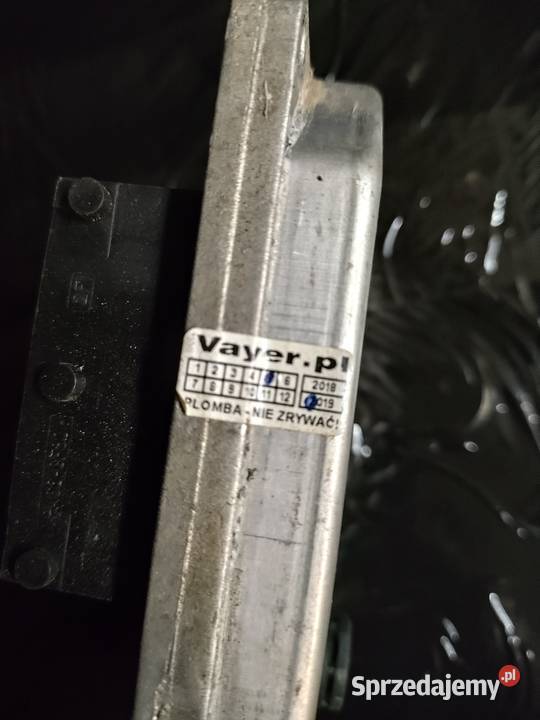 Vayer.pl
1 2 3 4 6 2018
7 8 9 10 11 12 2019
PLOMBA - NIE ZRYWAĆ!
2F
Sprzedajemy.pl